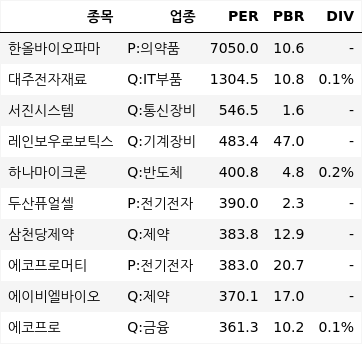 종목 업종 PER PBR DIV
한올바이오파마 P:의약품 7050.0 10.6 -
대주전자재료 Q:IT부품 1304.5 10.8 0.1%
서진시스템 Q:통신장비 546.5 1.6 -
레인보우로보틱스 Q:기계장비 483.4 47.0 -
하나마이크론 Q:반도체 400.8 4.8 0.2%
두산퓨얼셀 P:전기전자 390.0 2.3 -
삼천당제약 Q:제약 383.8 12.9 -
에코프로머티 P:전기전자 383.0 20.7 -
에이비엘바이오 Q:제약 370.1 17.0 -
에코프로 Q:금융 361.3 10.2 0.1%